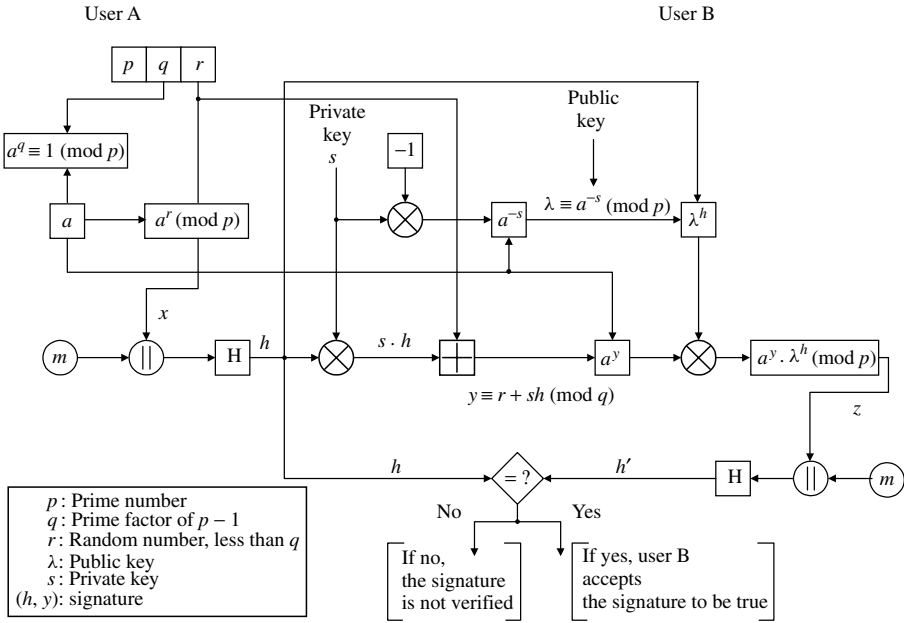 User A
User B
p q r
Private key s
Public key
−1
a^q ≡ 1 (mod p)
a
a^r (mod p)
a^{−s}
λ ≡ a^{−s} (mod p)
λ^h
x
m
||
H
h
s · h
a^y
a^y · λ^h (mod p)
y ≡ r + sh (mod q)
z
h
= ?
h′
H
||
m
No
Yes
If no,
the signature
is not verified
If yes, user B
accepts
the signature to be true
p : Prime number
q : Prime factor of p − 1
r : Random number, less than q
λ: Public key
s : Private key
(h, y): signature